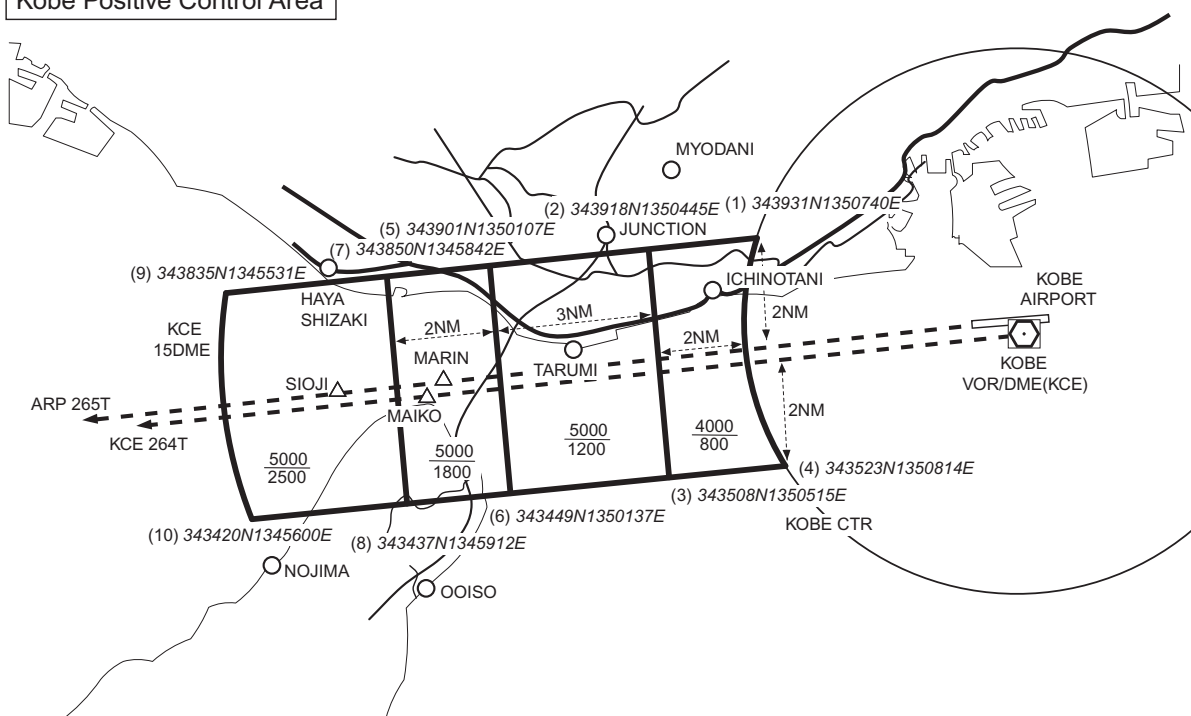 Kobe Positive Control Area
MYODANI
(2) 343918N1350445E
(1) 343931N1350740E
(5) 343901N1350107E
JUNCTION
(7) 343850N1345842E
(9) 343835N1345531E
ICHINOTANI
HAYA
SHIZAKI
KOBE
AIRPORT
KCE
15DME
2NM
3NM
2NM
2NM
MARIN
TARUMI
KOBE
VOR/DME(KCE)
SIOJI
MAIKO
ARP 265T
KCE 264T
2NM
5000
2500
5000
1800
5000
1200
4000
800
(4) 343523N1350814E
(3) 343508N1350515E
(6) 343449N1350137E
KOBE CTR
(10) 343420N1345600E
(8) 343437N1345912E
NOJIMA
OOISO